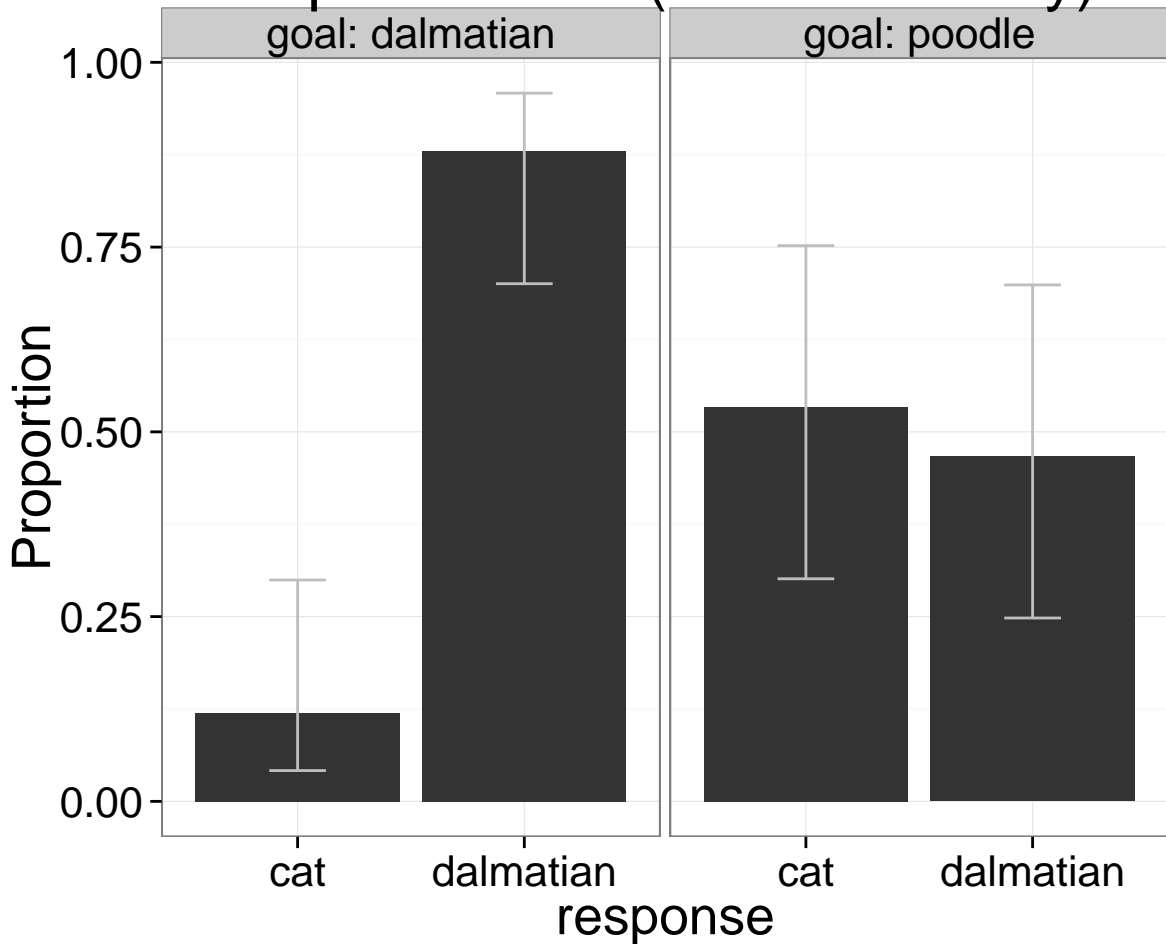 goal: dalmatian
goal: poodle
1.00
0.75
0.50
0.25
0.00
Proportion
cat
dalmatian
cat
dalmatian
response